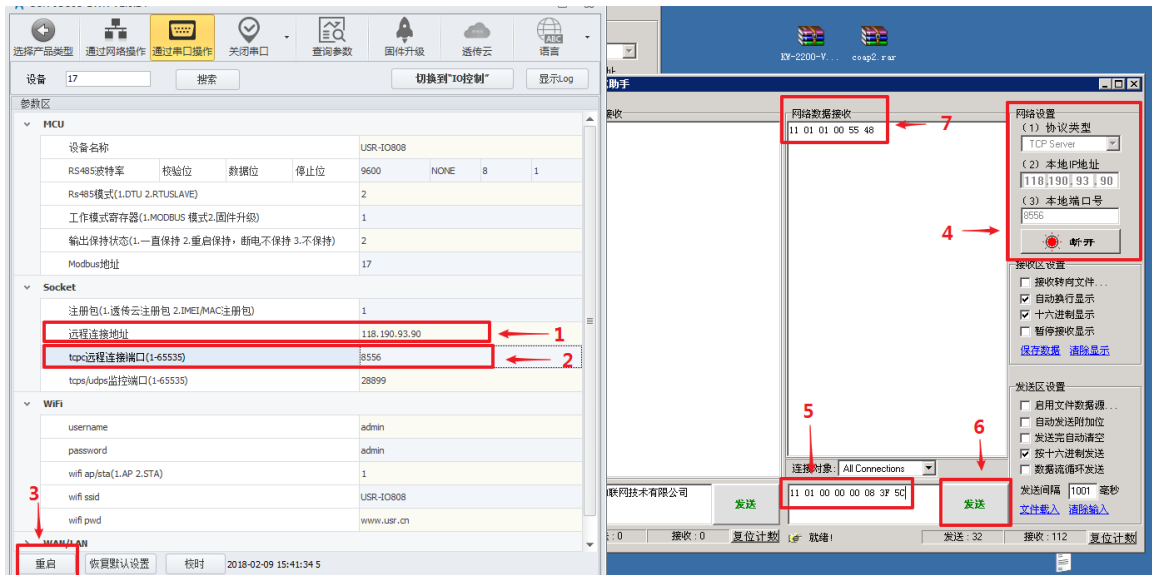 选择产品类型 通过网络操作 通过串口操作 关闭串口 查询参数 固件升级 透传云 语言
设备 17 搜索 切换到"IO控制" 显示Log
参数区
MCU
设备名称 USR-IO808
RS485波特率 校验位 数据位 停止位 9600 NONE 8 1
Rs485模式(1.DTU 2.RTUSLAVE) 2
工作模式寄存器(1.MODBUS 模式2.固件升级) 1
输出保持状态(1.一直保持 2.重启保持，断电不保持 3.不保持) 2
Modbus地址 17
Socket
注册包(1.透传云注册包 2.IMEI/MAC注册包) 1
远程连接地址 118.190.93.90 1
tcpc远程连接端口(1-65535) 8556 2
tcps/udps监控端口(1-65535) 28899
WiFi
username admin
password admin
wifi ap/sta(1.AP 2.STA) 1
wifi ssid USR-IO808
wifi pwd www.usr.cn
WAN/LAN
3
重启 恢复默认设置 校时 2018-02-09 15:41:34 5
KW-2200-V... coap2.rar
助手
网络数据接收
11 01 01 00 55 48 7
网络设置
(1) 协议类型
TCP Server
(2) 本地IP地址
118.190. 93 . 90
(3) 本地端口号
8556
4
断开
接收区设置
接收转向文件...
自动换行显示
十六进制显示
暂停接收显示
保存数据 清除显示
发送区设置
启用文件数据源...
自动发送附加位
发送完自动清空
按十六进制发送
数据流循环发送
发送间隔 1001 毫秒
文件载入 清除输入
5
6
连接对象: All Connections
联网技术有限公司 发送
11 01 00 00 00 08 3F 5C 发送
:0 接收:0 复位计数 就绪! 发送:32 接收:112 复位计数